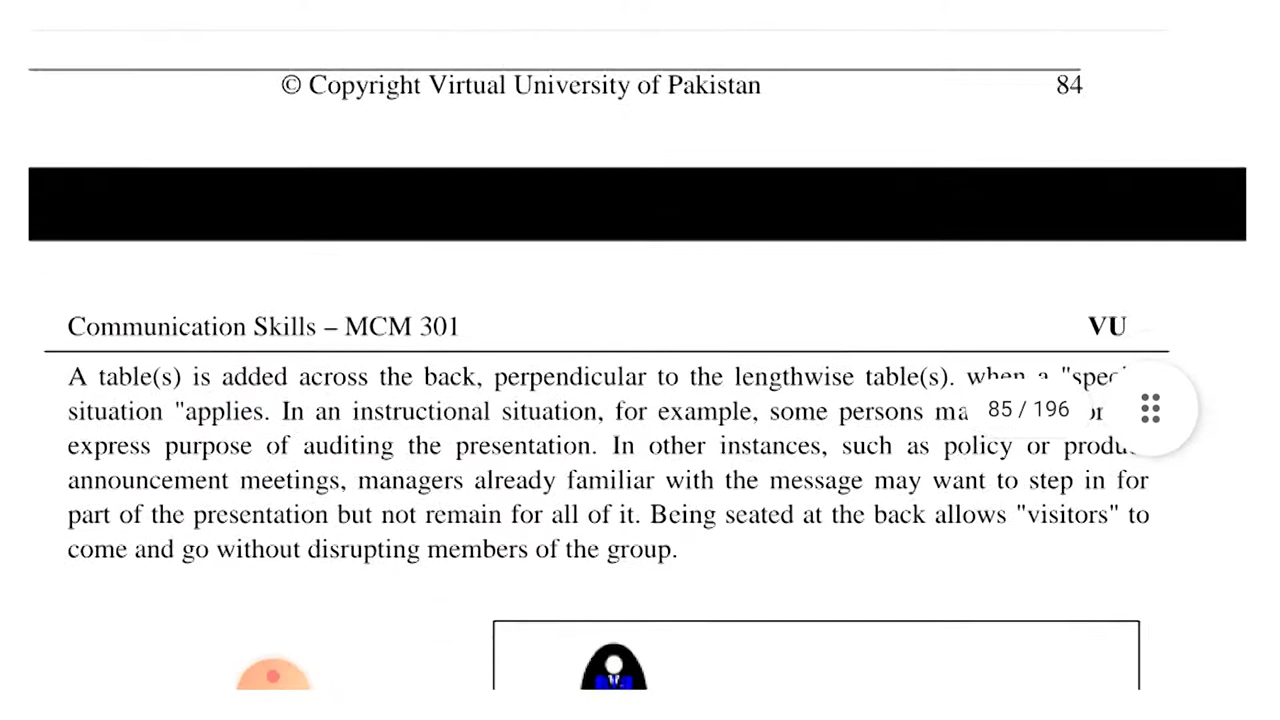 © Copyright Virtual University of Pakistan 84
Communication Skills – MCM 301 VU
A table(s) is added across the back, perpendicular to the lengthwise table(s). when a "spec
situation "applies. In an instructional situation, for example, some persons ma 85 / 196
express purpose of auditing the presentation. In other instances, such as policy or produ
announcement meetings, managers already familiar with the message may want to step in for
part of the presentation but not remain for all of it. Being seated at the back allows "visitors" to
come and go without disrupting members of the group.